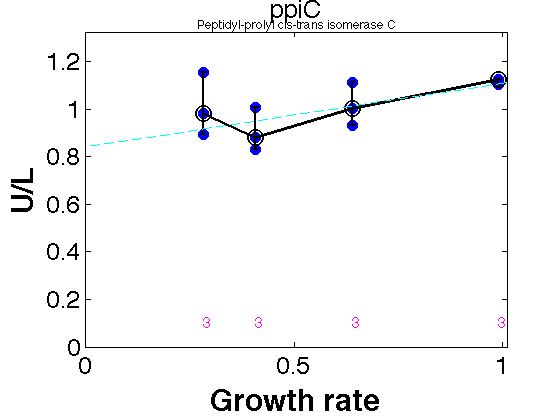 ppiC
Peptidyl-prolyl cis-trans isomerase C
1.2
1
0.8
0.6
0.4
0.2
0
U/L
3 3 3 3
0 0.5 1
Growth rate